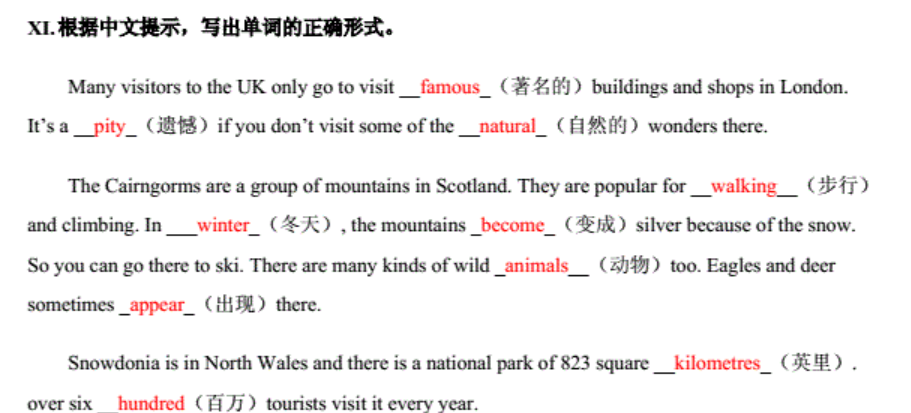 XI.根据中文提示，写出单词的正确形式。
Many visitors to the UK only go to visit __famous_（著名的）buildings and shops in London.
It’s a __pity_（遗憾）if you don’t visit some of the __natural_（自然的）wonders there.
The Cairngorms are a group of mountains in Scotland. They are popular for __walking__（步行）
and climbing. In ___winter_（冬天）, the mountains _become_（变成）silver because of the snow.
So you can go there to ski. There are many kinds of wild _animals__（动物）too. Eagles and deer
sometimes _appear_（出现）there.
Snowdonia is in North Wales and there is a national park of 823 square __kilometres_（英里）.
over six __hundred（百万）tourists visit it every year.